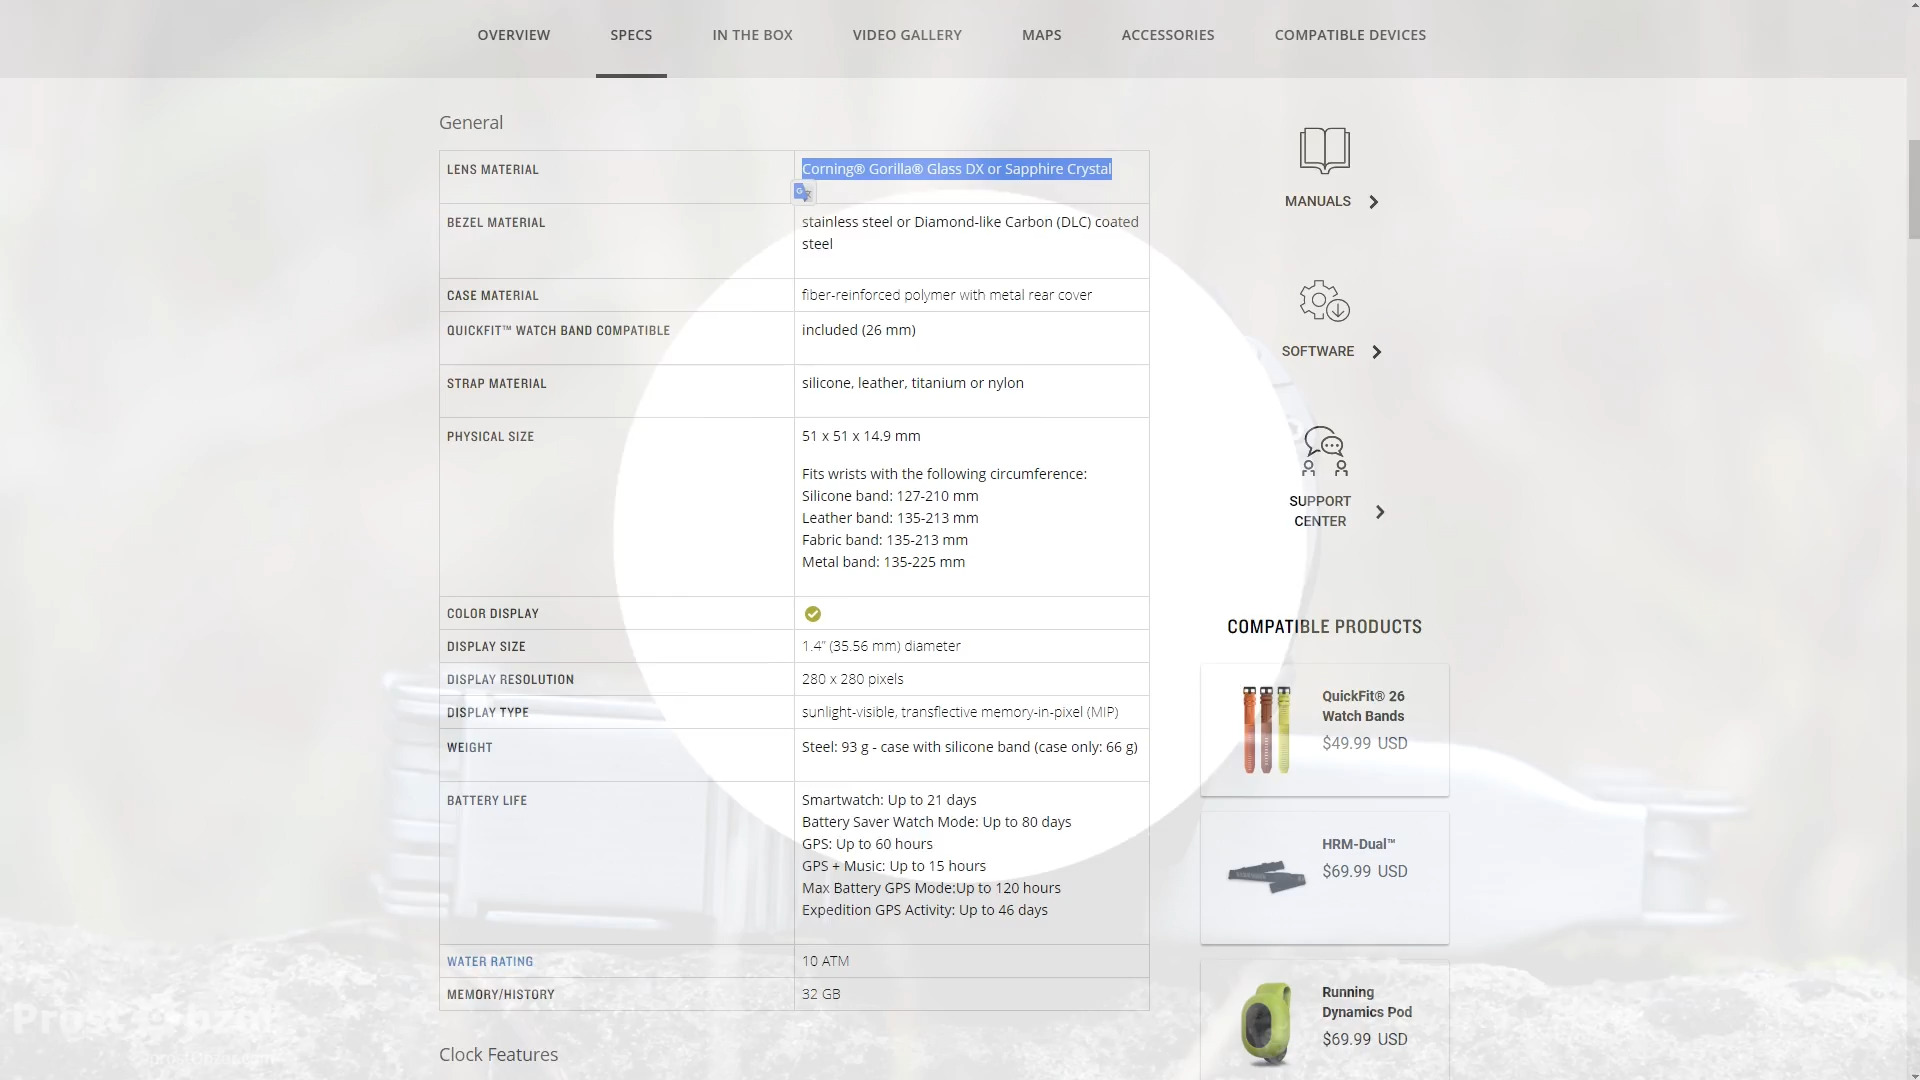 OVERVIEW SPECS IN THE BOX VIDEO GALLERY MAPS ACCESSORIES COMPATIBLE DEVICES
General
LENS MATERIAL Corning® Gorilla® Glass DX or Sapphire Crystal
BEZEL MATERIAL stainless steel or Diamond-like Carbon (DLC) coated
steel
CASE MATERIAL fiber-reinforced polymer with metal rear cover
QUICKFIT™ WATCH BAND COMPATIBLE included (26 mm)
STRAP MATERIAL silicone, leather, titanium or nylon
PHYSICAL SIZE 51 x 51 x 14.9 mm
Fits wrists with the following circumference:
Silicone band: 127-210 mm
Leather band: 135-213 mm
Fabric band: 135-213 mm
Metal band: 135-225 mm
COLOR DISPLAY
DISPLAY SIZE 1.4” (35.56 mm) diameter
DISPLAY RESOLUTION 280 x 280 pixels
DISPLAY TYPE sunlight-visible, transflective memory-in-pixel (MIP)
WEIGHT Steel: 93 g - case with silicone band (case only: 66 g)
BATTERY LIFE Smartwatch: Up to 21 days
Battery Saver Watch Mode: Up to 80 days
GPS: Up to 60 hours
GPS + Music: Up to 15 hours
Max Battery GPS Mode:Up to 120 hours
Expedition GPS Activity: Up to 46 days
WATER RATING 10 ATM
MEMORY/HISTORY 32 GB
Clock Features
MANUALS
SOFTWARE
SUPPORT
CENTER
COMPATIBLE PRODUCTS
QuickFit® 26
Watch Bands
$49.99 USD
HRM-Dual™
$69.99 USD
Running
Dynamics Pod
$69.99 USD